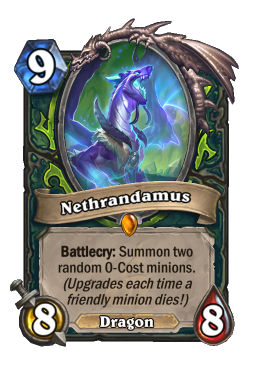 9
Nethrandamus
Battlecry: Summon two
random 0-Cost minions.
(Upgrades each time a
friendly minion dies!)
8
Dragon
8